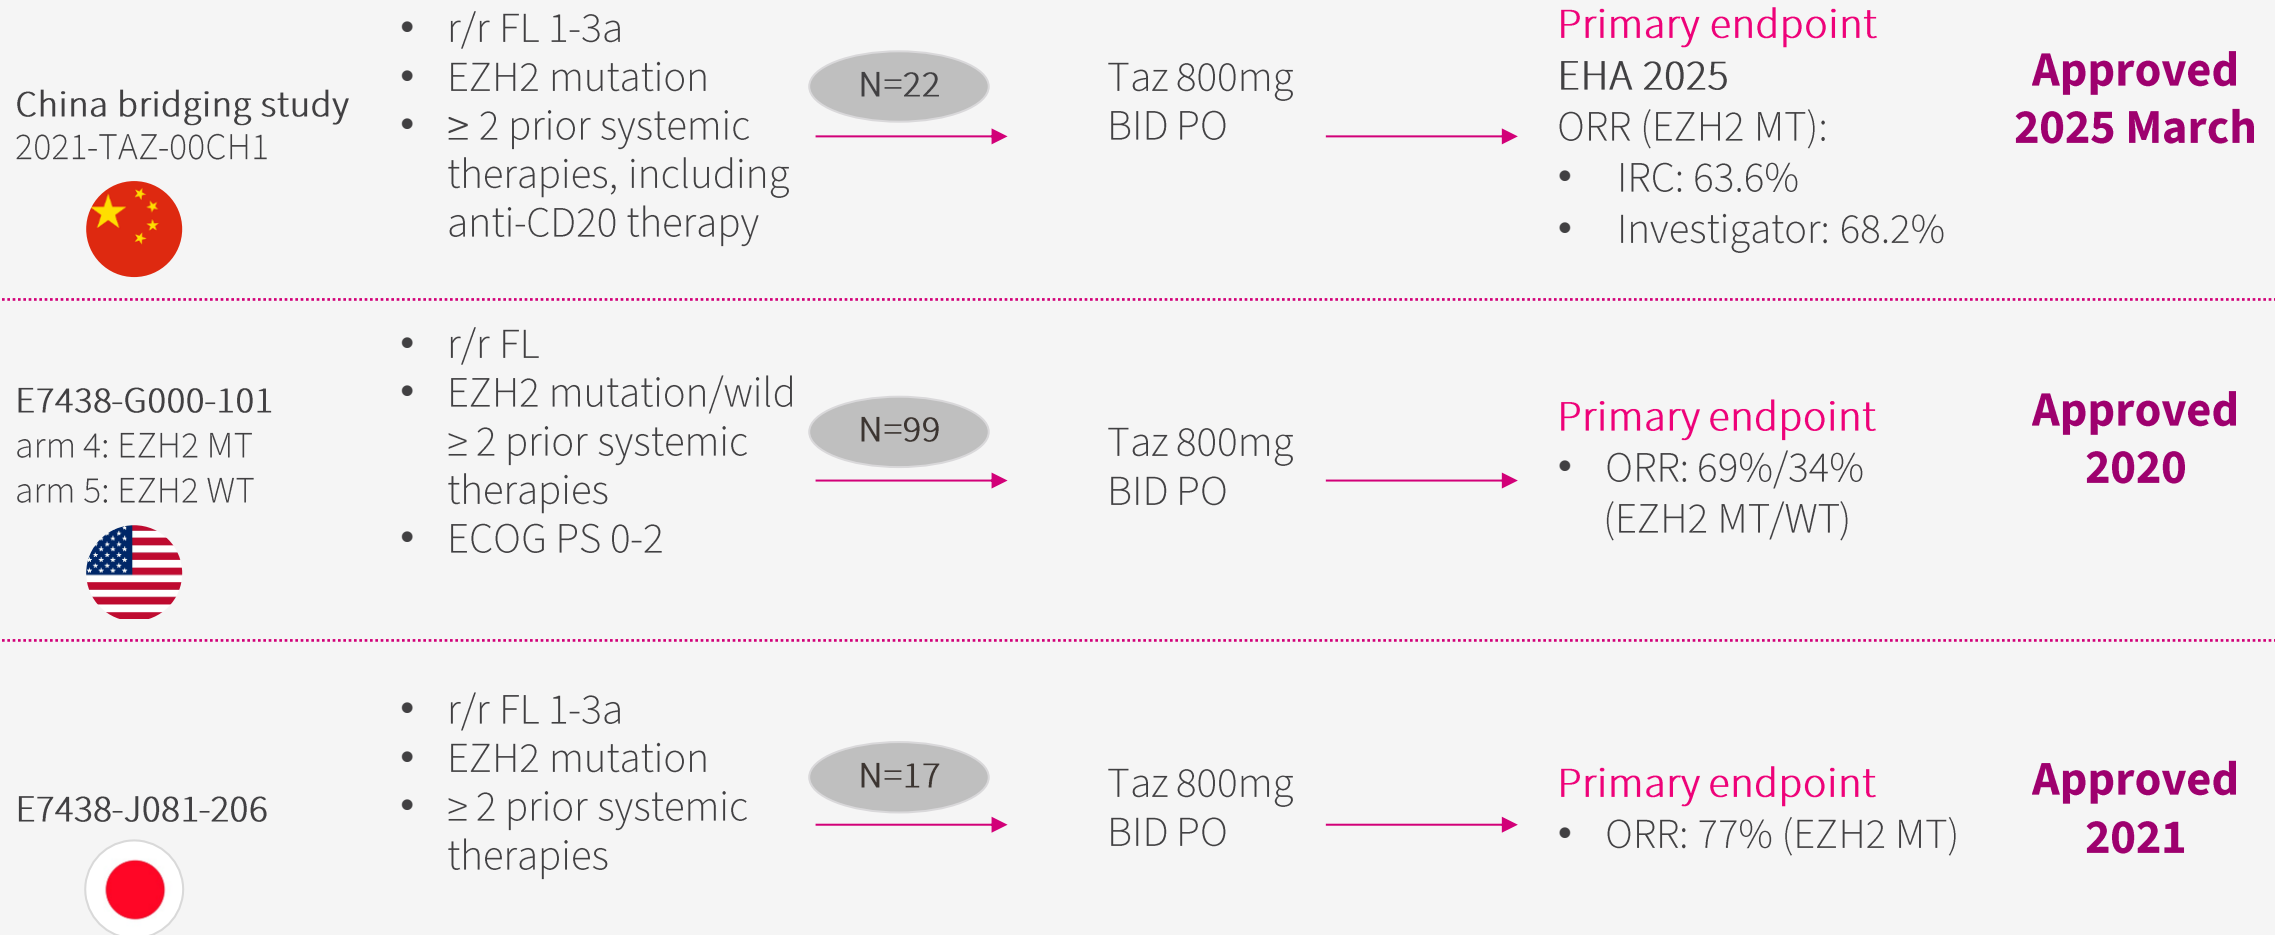 China bridging study
2021-TAZ-00CH1
• r/r FL 1-3a
• EZH2 mutation
• ≥ 2 prior systemic
therapies, including
anti-CD20 therapy
N=22
Taz 800mg
BID PO
Primary endpoint
EHA 2025
ORR (EZH2 MT):
• IRC: 63.6%
• Investigator: 68.2%
Approved
2025 March
E7438-G000-101
arm 4: EZH2 MT
arm 5: EZH2 WT
• r/r FL
• EZH2 mutation/wild
≥ 2 prior systemic
therapies
• ECOG PS 0-2
N=99
Taz 800mg
BID PO
Primary endpoint
• ORR: 69%/34%
(EZH2 MT/WT)
Approved
2020
E7438-J081-206
• r/r FL 1-3a
• EZH2 mutation
• ≥ 2 prior systemic
therapies
N=17
Taz 800mg
BID PO
Primary endpoint
• ORR: 77% (EZH2 MT)
Approved
2021